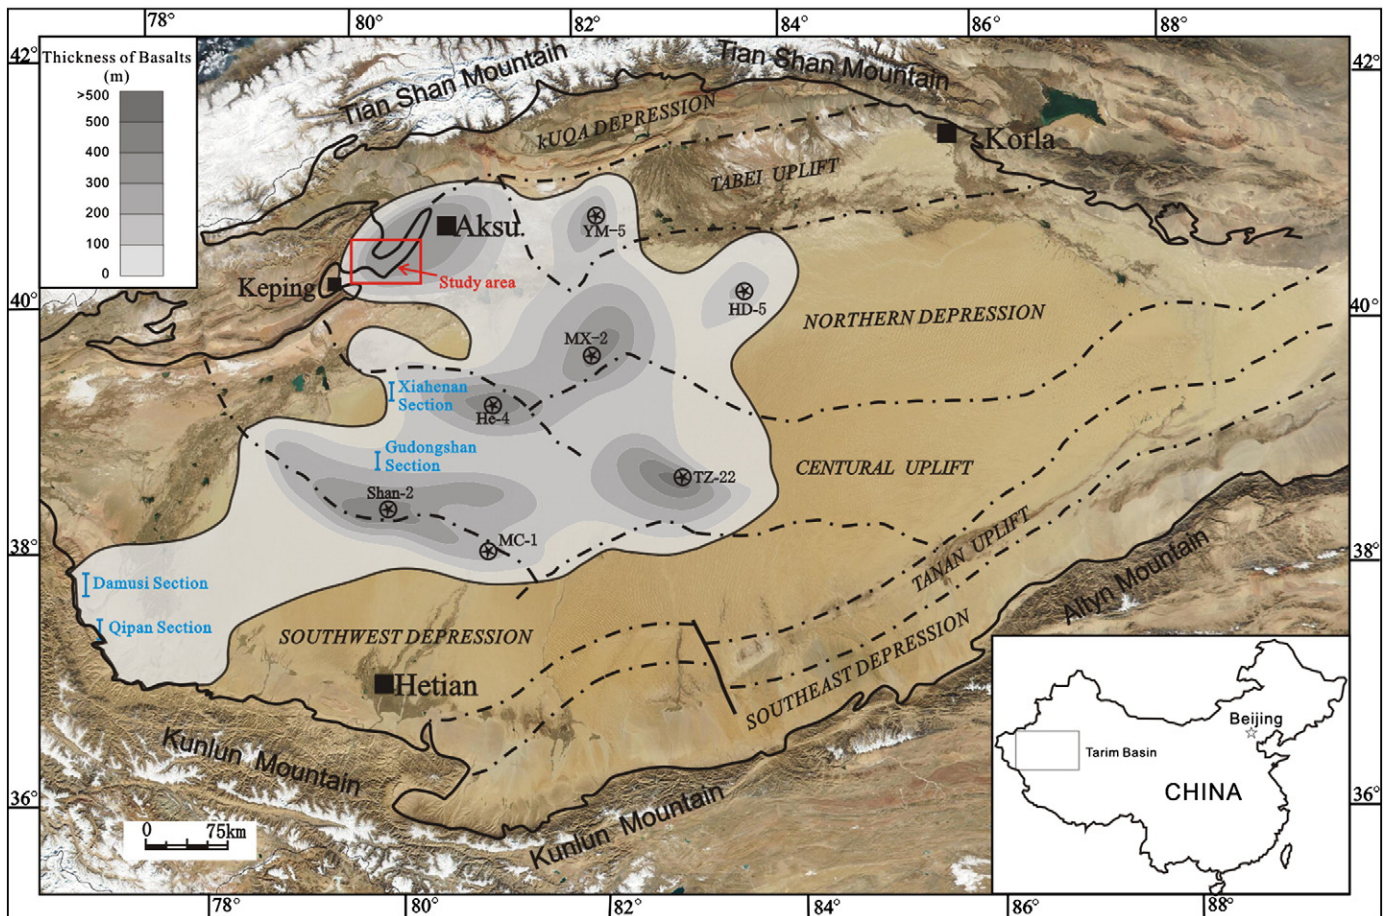 78°
80°
82°
84°
86°
88°
42°
42°
Thickness of Basalts
(m)
>500
500
400
300
200
100
0
Tian Shan Mountain
Tian Shan Mountain
kUQA DEPRESSION
TABEI UPLIFT
Korla
Aksu.
YM-5
Study area
Keping
40°
40°
HD-5
NORTHERN DEPRESSION
MX-2
Xiahenan
Section
He-4
Gudongshan
Section
CENTURAL UPLIFT
TZ-22
Shan-2
MC-1
38°
38°
Damusi Section
Qipan Section
TANAN UPLIFT
Altyn Mountain
SOUTHWEST DEPRESSION
SOUTHEAST DEPRESSION
Hetian
Kunlun Mountain
Kunlun Mountain
36°
36°
0
75km
Beijing
Tarim Basin
CHINA
78°
80°
82°
84°
86°
88°